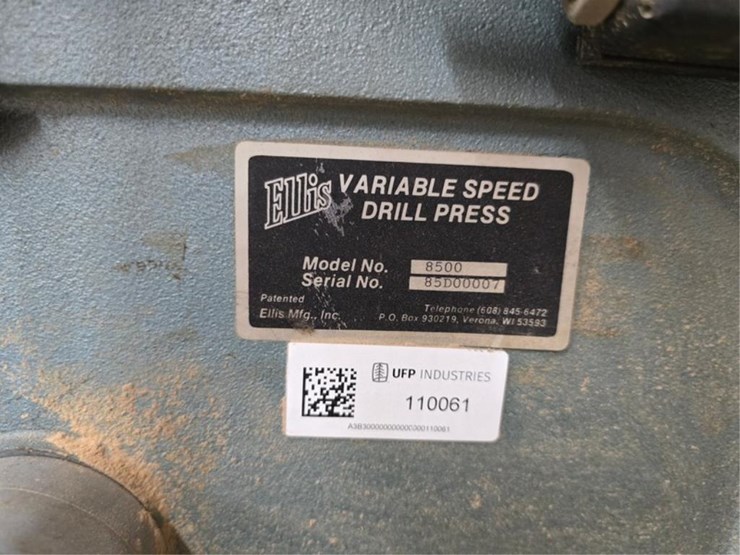 Ellis VARIABLE SPEED
DRILL PRESS
Model No. 8500
Serial No. 85D00007
Patented
Telephone (608) 845-6472
Ellis Mfg., Inc.
P.O. Box 930219, Verona, WI 53593
UFP INDUSTRIES
110061